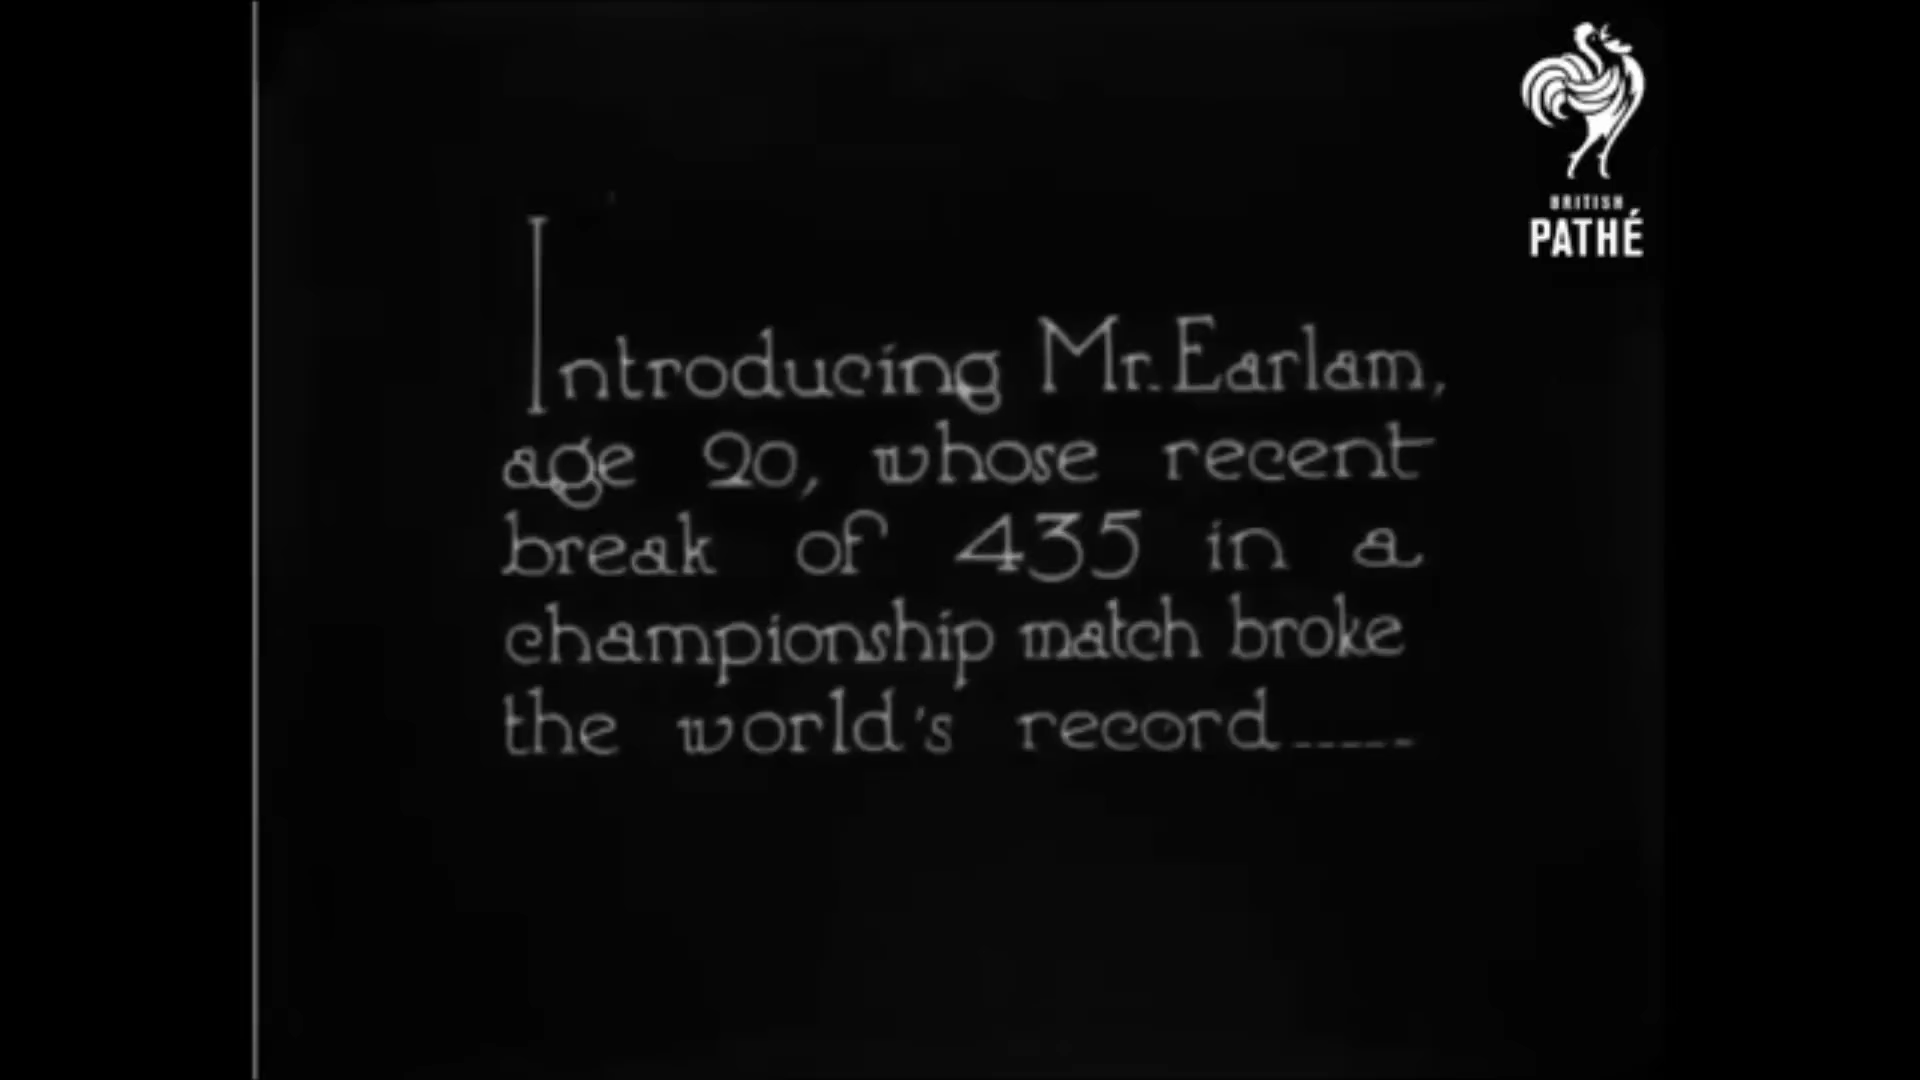 BRITISH
PATHÉ
Introducing Mr. Earlam,
age 20, whose recent
break of 435 in a
championship match broke
the world's record-----